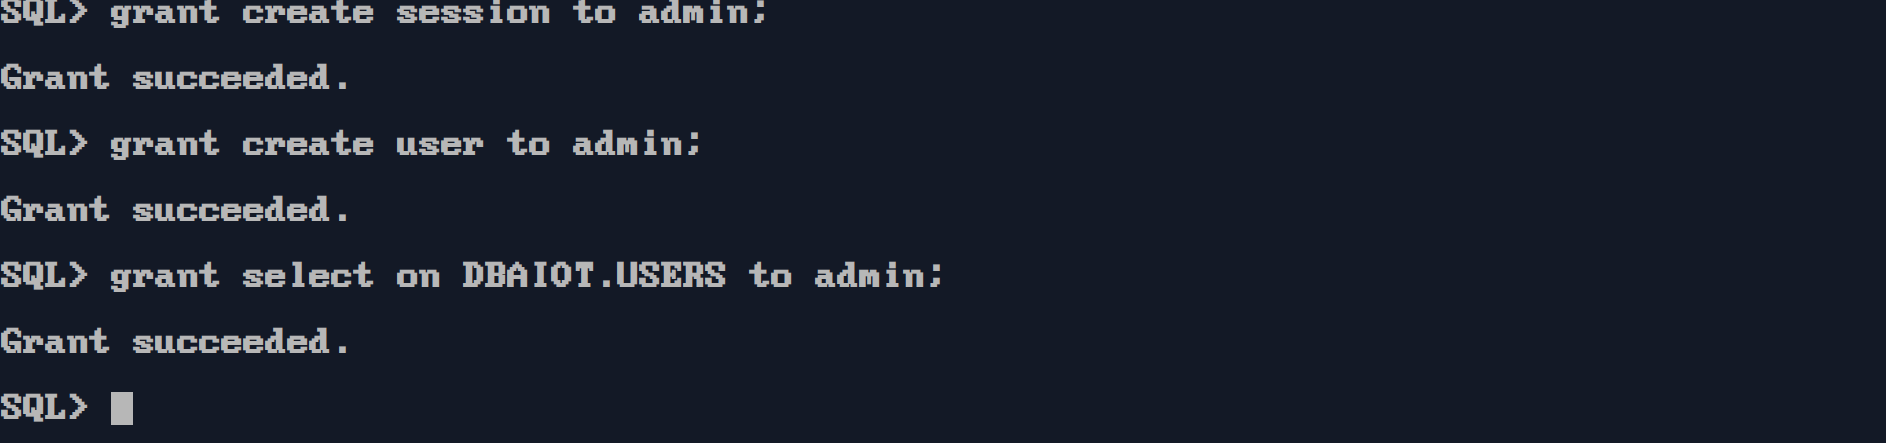 SQL> grant create session to admin;
Grant succeeded.
SQL> grant create user to admin;
Grant succeeded.
SQL> grant select on DBAIOT.USERS to admin;
Grant succeeded.
SQL>